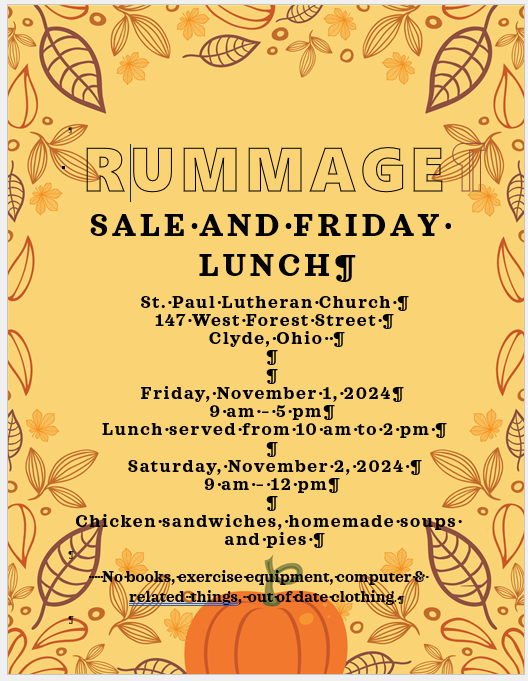 RUMMAGE
SALE AND FRIDAY
LUNCH
St. Paul Lutheran Church
147 West Forest Street
Clyde, Ohio
Friday, November 1, 2024
9 am – 5 pm
Lunch served from 10 am to 2 pm
Saturday, November 2, 2024
9 am – 12 pm
Chicken sandwiches, homemade soups
and pies
No books, exercise equipment, computer &
related things, out of date clothing.